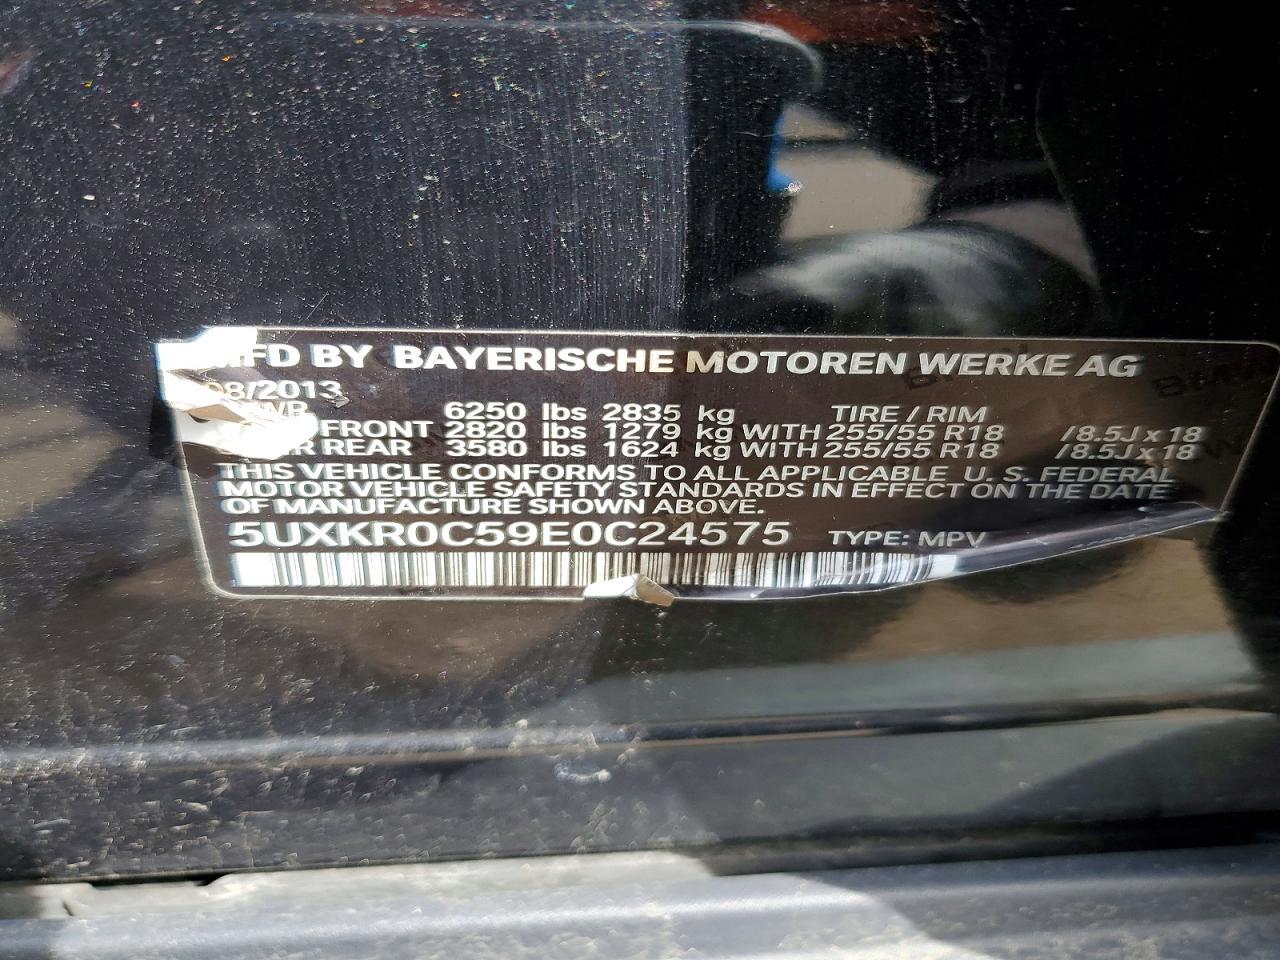 MFD BY BAYERISCHE MOTOREN WERKE AG
08/2013
6250 lbs 2835 kg TIRE / RIM
FRONT 2820 lbs 1279 kg WITH 255/55 R18 /8.5J x 18
REAR 3580 lbs 1624 kg WITH 255/55 R18 /8.5J x 18
THIS VEHICLE CONFORMS TO ALL APPLICABLE U. S. FEDERAL
MOTOR VEHICLE SAFETY STANDARDS IN EFFECT ON THE DATE
OF MANUFACTURE SHOWN ABOVE.
5UXKR0C59E0C24575 TYPE: MPV